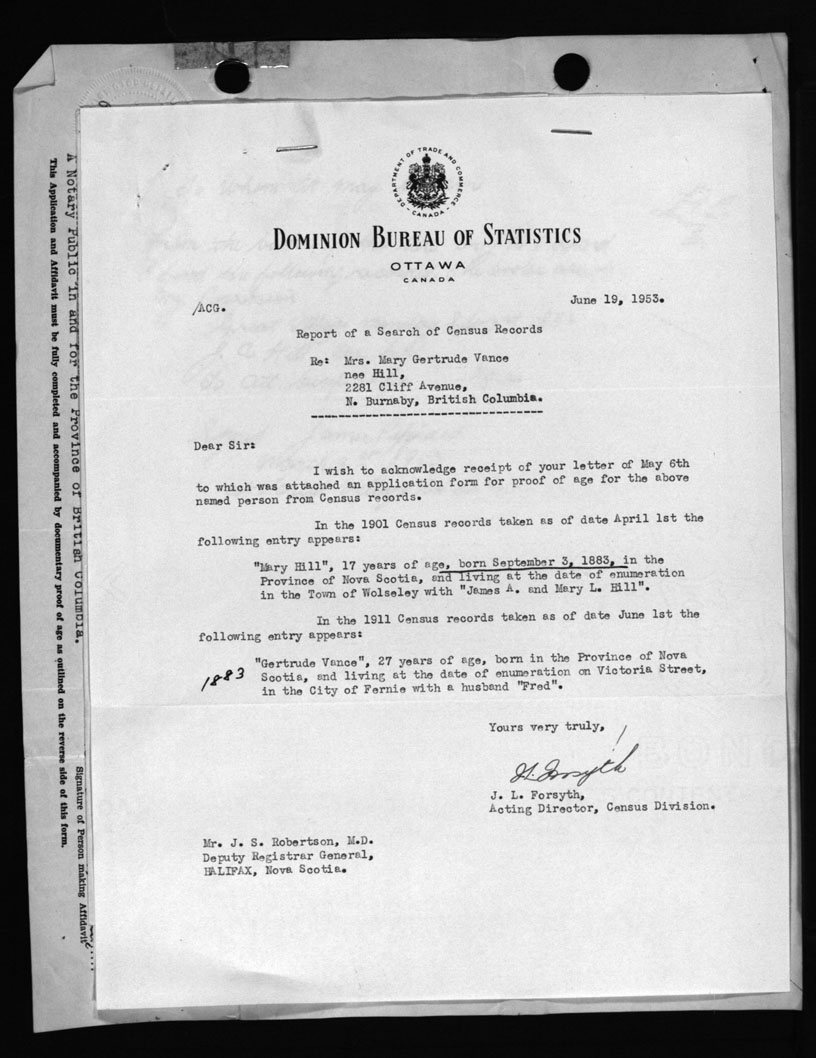 DEPARTMENT OF TRADE AND COMMERCE
- CANADA -
DOMINION BUREAU OF STATISTICS
OTTAWA
CANADA
/ACG.
June 19, 1953.
Report of a Search of Census Records
Re: Mrs. Mary Gertrude Vance
nee Hill,
2281 Cliff Avenue,
N. Burnaby, British Columbia.
Dear Sir:
I wish to acknowledge receipt of your letter of May 6th
to which was attached an application form for proof of age for the above
named person from Census records.
In the 1901 Census records taken as of date April 1st the
following entry appears:
"Mary Hill", 17 years of age, born September 3, 1883, in the
Province of Nova Scotia, and living at the date of enumeration
in the Town of Wolseley with "James A. and Mary L. Hill".
In the 1911 Census records taken as of date June 1st the
following entry appears:
"Gertrude Vance", 27 years of age, born in the Province of Nova
Scotia, and living at the date of enumeration on Victoria Street,
in the City of Fernie with a husband "Fred".
1883
Yours very truly,
J. L. Forsyth,
Acting Director, Census Division.
Mr. J. S. Robertson, M.D.
Deputy Registrar General,
HALIFAX, Nova Scotia.
A Notary Public in and for the Province of British Columbia.
Signature of Person making Affidavit
This Application and Affidavit must be fully completed and accompanied by documentary proof of age as outlined on the reverse side of this form.